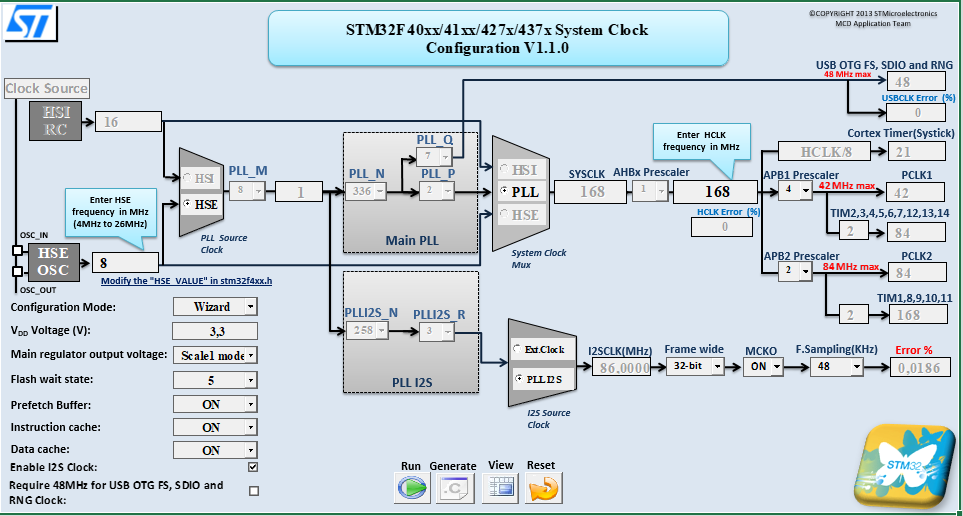 ©COPYRIGHT 2013 STMicroelectronics
MCD Application Team
STM32F40xx/41xx/427x/437x System Clock
Configuration V1.1.0
USB OTG FS, SDIO and RNG
48 MHz max
48
USBCLK Error (%)
0
Clock Source
HSI
RC
16
Cortex Timer(Systick)
HCLK/8
21
Enter HCLK
frequency in MHz
PLL_Q
7
PLL_M
8
HSI
HSE
PLL Source
Clock
1
PLL_N
336
PLL_P
2
Main PLL
HSI
PLL
HSE
System Clock
Mux
SYSCLK
168
AHBx Prescaler
1
168
HCLK Error (%)
0
APB1 Prescaler
4
42 MHz max
PCLK1
42
TIM2,3,4,5,6,7,12,13,14
2
84
APB2 Prescaler
2
84 MHz max
PCLK2
84
TIM1,8,9,10,11
2
168
Enter HSE
frequency in MHz
(4MHz to 26MHz)
OSC_IN
HSE
OSC
OSC_OUT
8
Modify the "HSE_VALUE" in stm32f4xx.h
PLLI2S_N
258
PLLI2S_R
3
PLL I2S
Ext.Clock
PLLI2S
I2S Source
Clock
I2SCLK(MHz)
86,0000
Frame wide
32-bit
MCKO
ON
F.Sampling(KHz)
48
Error %
0,0186
Configuration Mode:
Wizard
VDD Voltage (V):
3,3
Main regulator output voltage:
Scale1 mode
Flash wait state:
5
Prefetch Buffer:
ON
Instruction cache:
ON
Data cache:
ON
Enable I2S Clock:
Require 48MHz for USB OTG FS, SDIO and
RNG Clock:
Run
Generate
View
Reset
.C
STM32